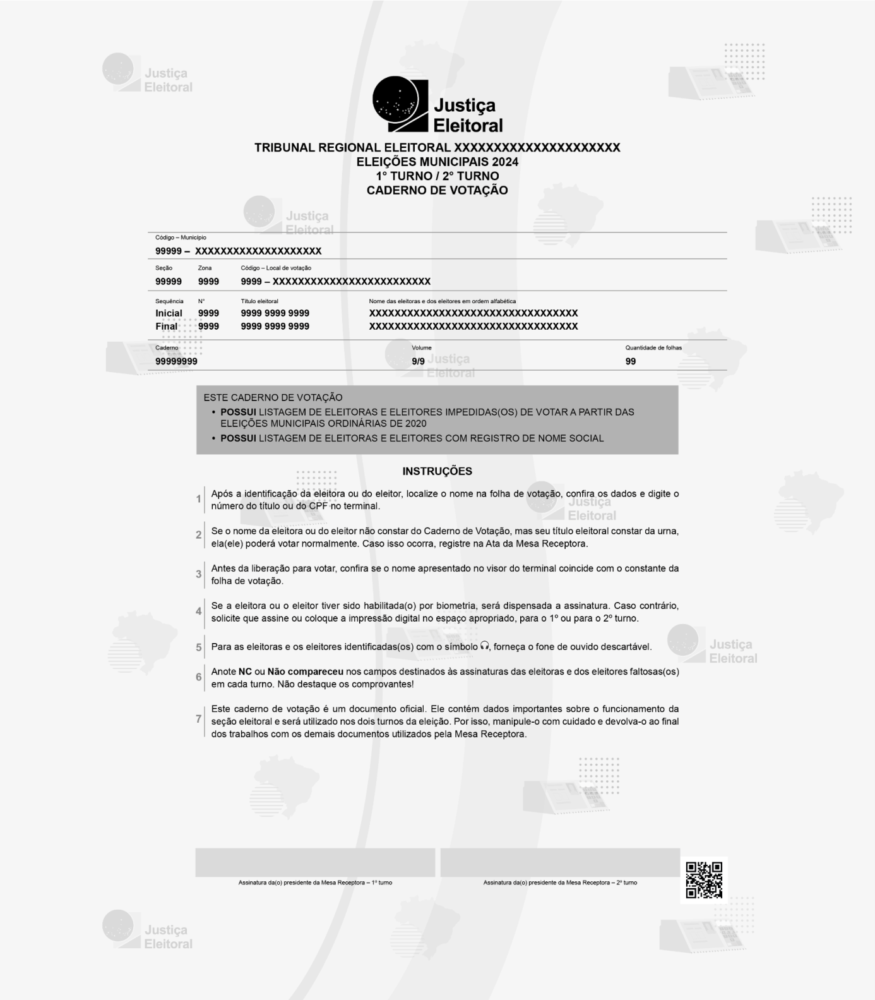 Justiça
Eleitoral
Justiça
Eleitoral
TRIBUNAL REGIONAL ELEITORAL XXXXXXXXXXXXXXXXXXXXX
ELEIÇÕES MUNICIPAIS 2024
1° TURNO / 2° TURNO
CADERNO DE VOTAÇÃO
Justiça
Eleitoral
Código – Município
99999 – XXXXXXXXXXXXXXXXXXXX
Seção Zona Código – Local de votação
99999 9999 9999 – XXXXXXXXXXXXXXXXXXXXXXXXX
Sequência N° Título eleitoral Nome das eleitoras e dos eleitores em ordem alfabética
Inicial 9999 9999 9999 9999 XXXXXXXXXXXXXXXXXXXXXXXXXXXXXXXXX
Final 9999 9999 9999 9999 XXXXXXXXXXXXXXXXXXXXXXXXXXXXXXXXX
Caderno Volume Quantidade de folhas
99999999 9/9 99
Justiça
Eleitoral
ESTE CADERNO DE VOTAÇÃO
• POSSUI LISTAGEM DE ELEITORAS E ELEITORES IMPEDIDAS(OS) DE VOTAR A PARTIR DAS
ELEIÇÕES MUNICIPAIS ORDINÁRIAS DE 2020
• POSSUI LISTAGEM DE ELEITORAS E ELEITORES COM REGISTRO DE NOME SOCIAL
INSTRUÇÕES
1 Após a identificação da eleitora ou do eleitor, localize o nome na folha de votação, confira os dados e digite o
número do título ou do CPF no terminal.
Justiça
Eleitoral
2 Se o nome da eleitora ou do eleitor não constar do Caderno de Votação, mas seu título eleitoral constar da urna,
ela(ele) poderá votar normalmente. Caso isso ocorra, registre na Ata da Mesa Receptora.
3 Antes da liberação para votar, confira se o nome apresentado no visor do terminal coincide com o constante da
folha de votação.
4 Se a eleitora ou o eleitor tiver sido habilitada(o) por biometria, será dispensada a assinatura. Caso contrário,
solicite que assine ou coloque a impressão digital no espaço apropriado, para o 1º ou para o 2º turno.
5 Para as eleitoras e os eleitores identificadas(os) com o símbolo 🎧, forneça o fone de ouvido descartável.
Justiça
Eleitoral
6 Anote NC ou Não compareceu nos campos destinados às assinaturas das eleitoras e dos eleitores faltosas(os)
em cada turno. Não destaque os comprovantes!
7 Este caderno de votação é um documento oficial. Ele contém dados importantes sobre o funcionamento da
seção eleitoral e será utilizado nos dois turnos da eleição. Por isso, manipule-o com cuidado e devolva-o ao final
dos trabalhos com os demais documentos utilizados pela Mesa Receptora.
Assinatura da(o) presidente da Mesa Receptora – 1º turno Assinatura da(o) presidente da Mesa Receptora – 2º turno
Justiça
Eleitoral